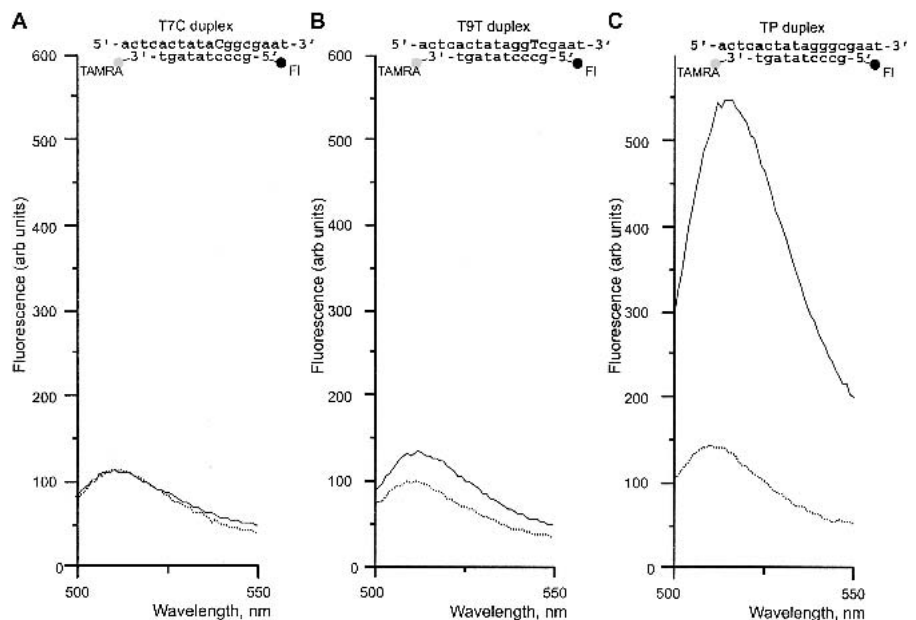 A T7C duplex
5'-actcactataCggcgaat-3'
3'-tgatatcccg-5'
TAMRA Fl
600
500
400
300
200
100
0
Fluorescence (arb units)
500 550
Wavelength, nm
B T9T duplex
5'-actcactataggTcgaat-3'
3'-tgatatcccg-5'
TAMRA Fl
600
500
400
300
200
100
0
Fluorescence (arb units)
500 550
Wavelength, nm
C TP duplex
5'-actcactatagggcgaat-3'
3'-tgatatcccg-5'
TAMRA Fl
500
400
300
200
100
0
Fluorescence (arb units)
500 550
Wavelength, nm